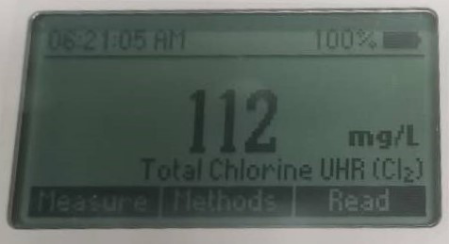 06:21:05 AM 100%
112
mg/L
Total Chlorine UHR (Cl₂)
Measure Methods Read